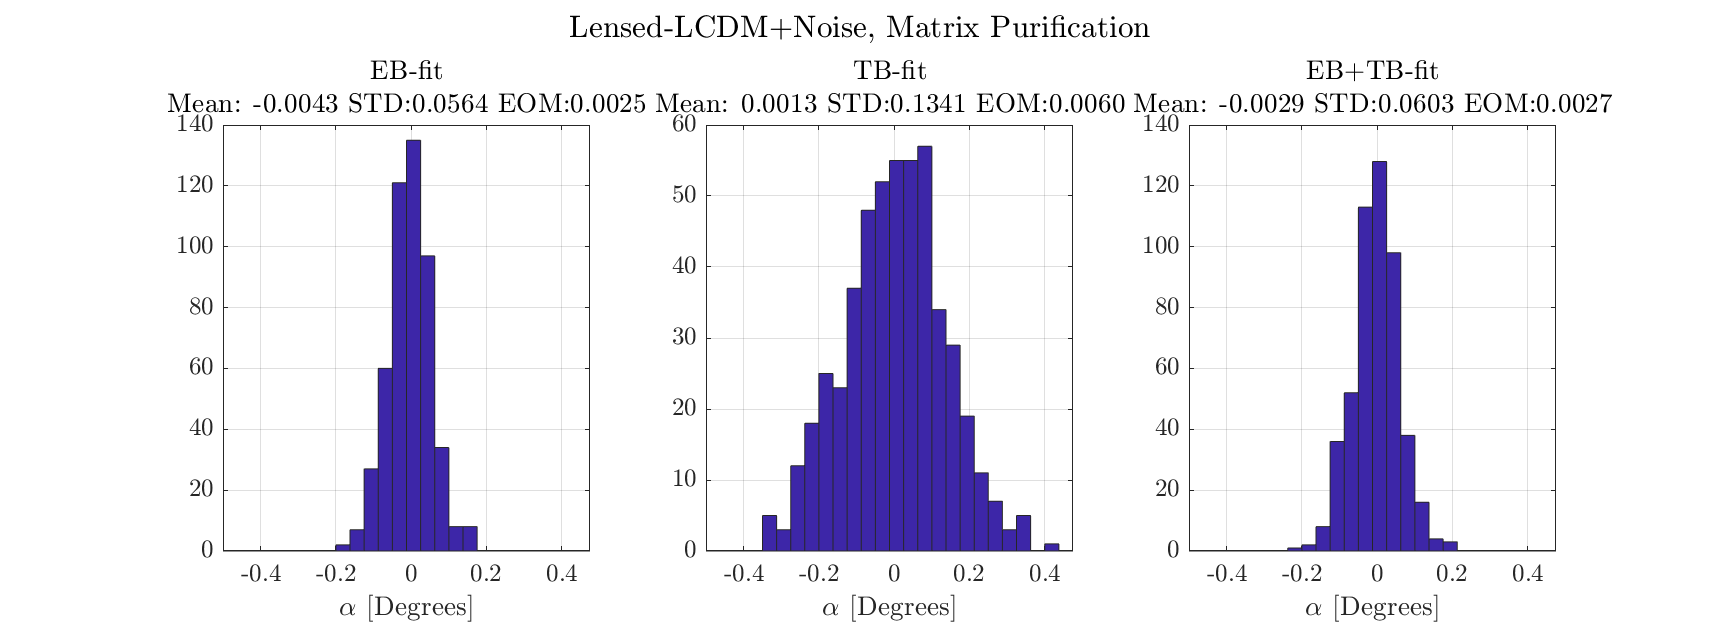 Lensed-LCDM+Noise, Matrix Purification
EB-fit
Mean: -0.0043 STD:0.0564 EOM:0.0025
140
120
100
80
60
40
20
0
-0.4 -0.2 0 0.2 0.4
α [Degrees]
TB-fit
Mean: 0.0013 STD:0.1341 EOM:0.0060
60
50
40
30
20
10
0
-0.4 -0.2 0 0.2 0.4
α [Degrees]
EB+TB-fit
Mean: -0.0029 STD:0.0603 EOM:0.0027
140
120
100
80
60
40
20
0
-0.4 -0.2 0 0.2 0.4
α [Degrees]